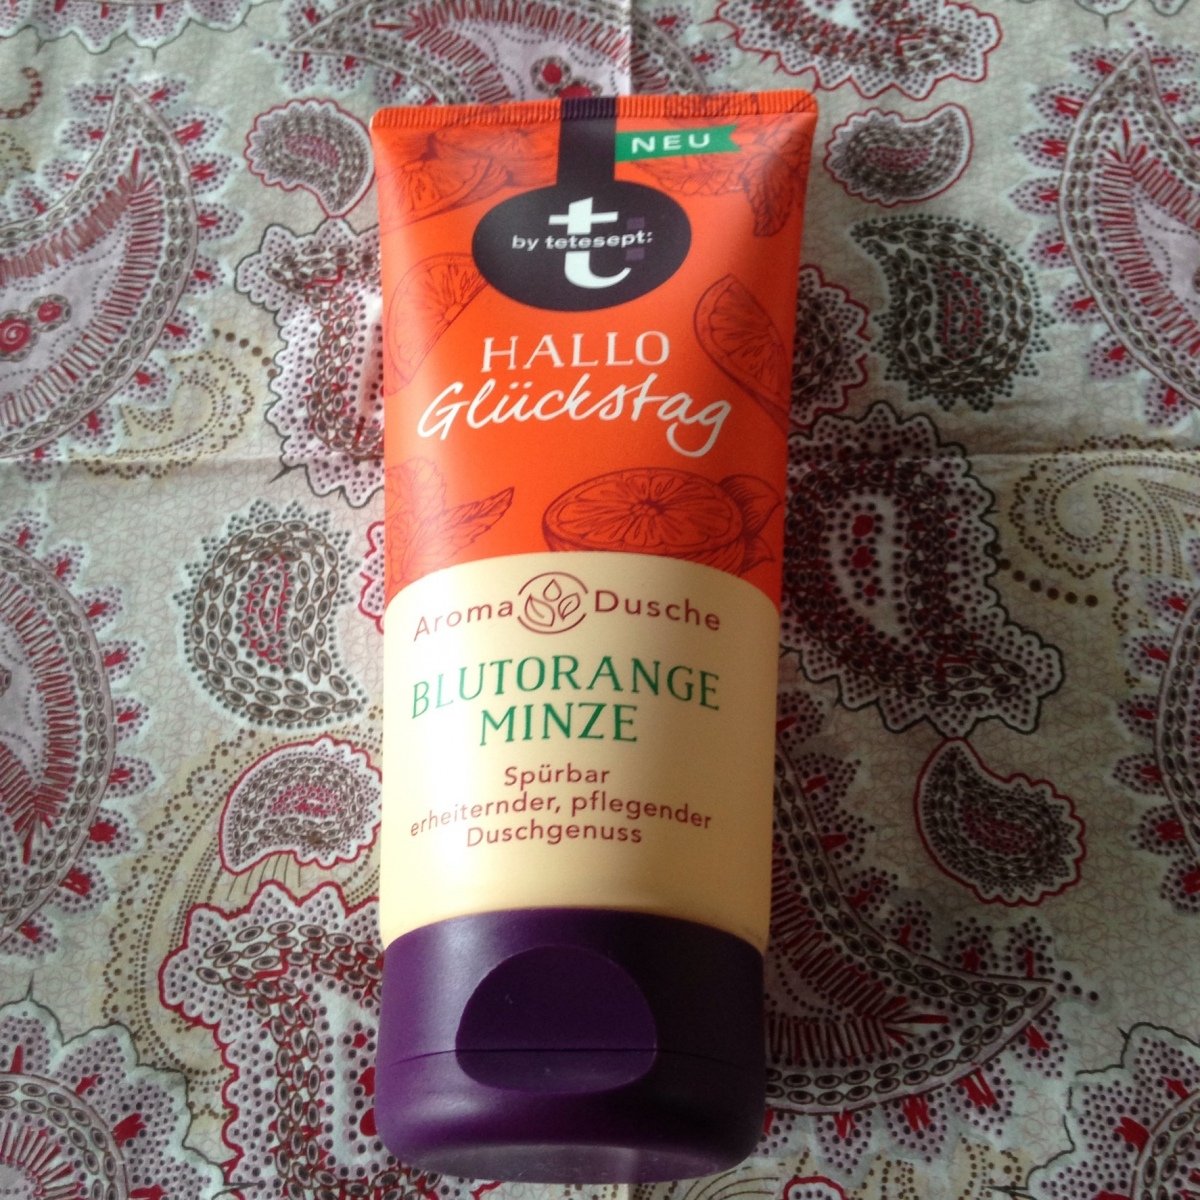 NEU
t:
by tetesept:
HALLO
Glückstag
Aroma Dusche
BLUTORANGE
MINZE
Spürbar
erheiternder, pflegender
Duschgenuss